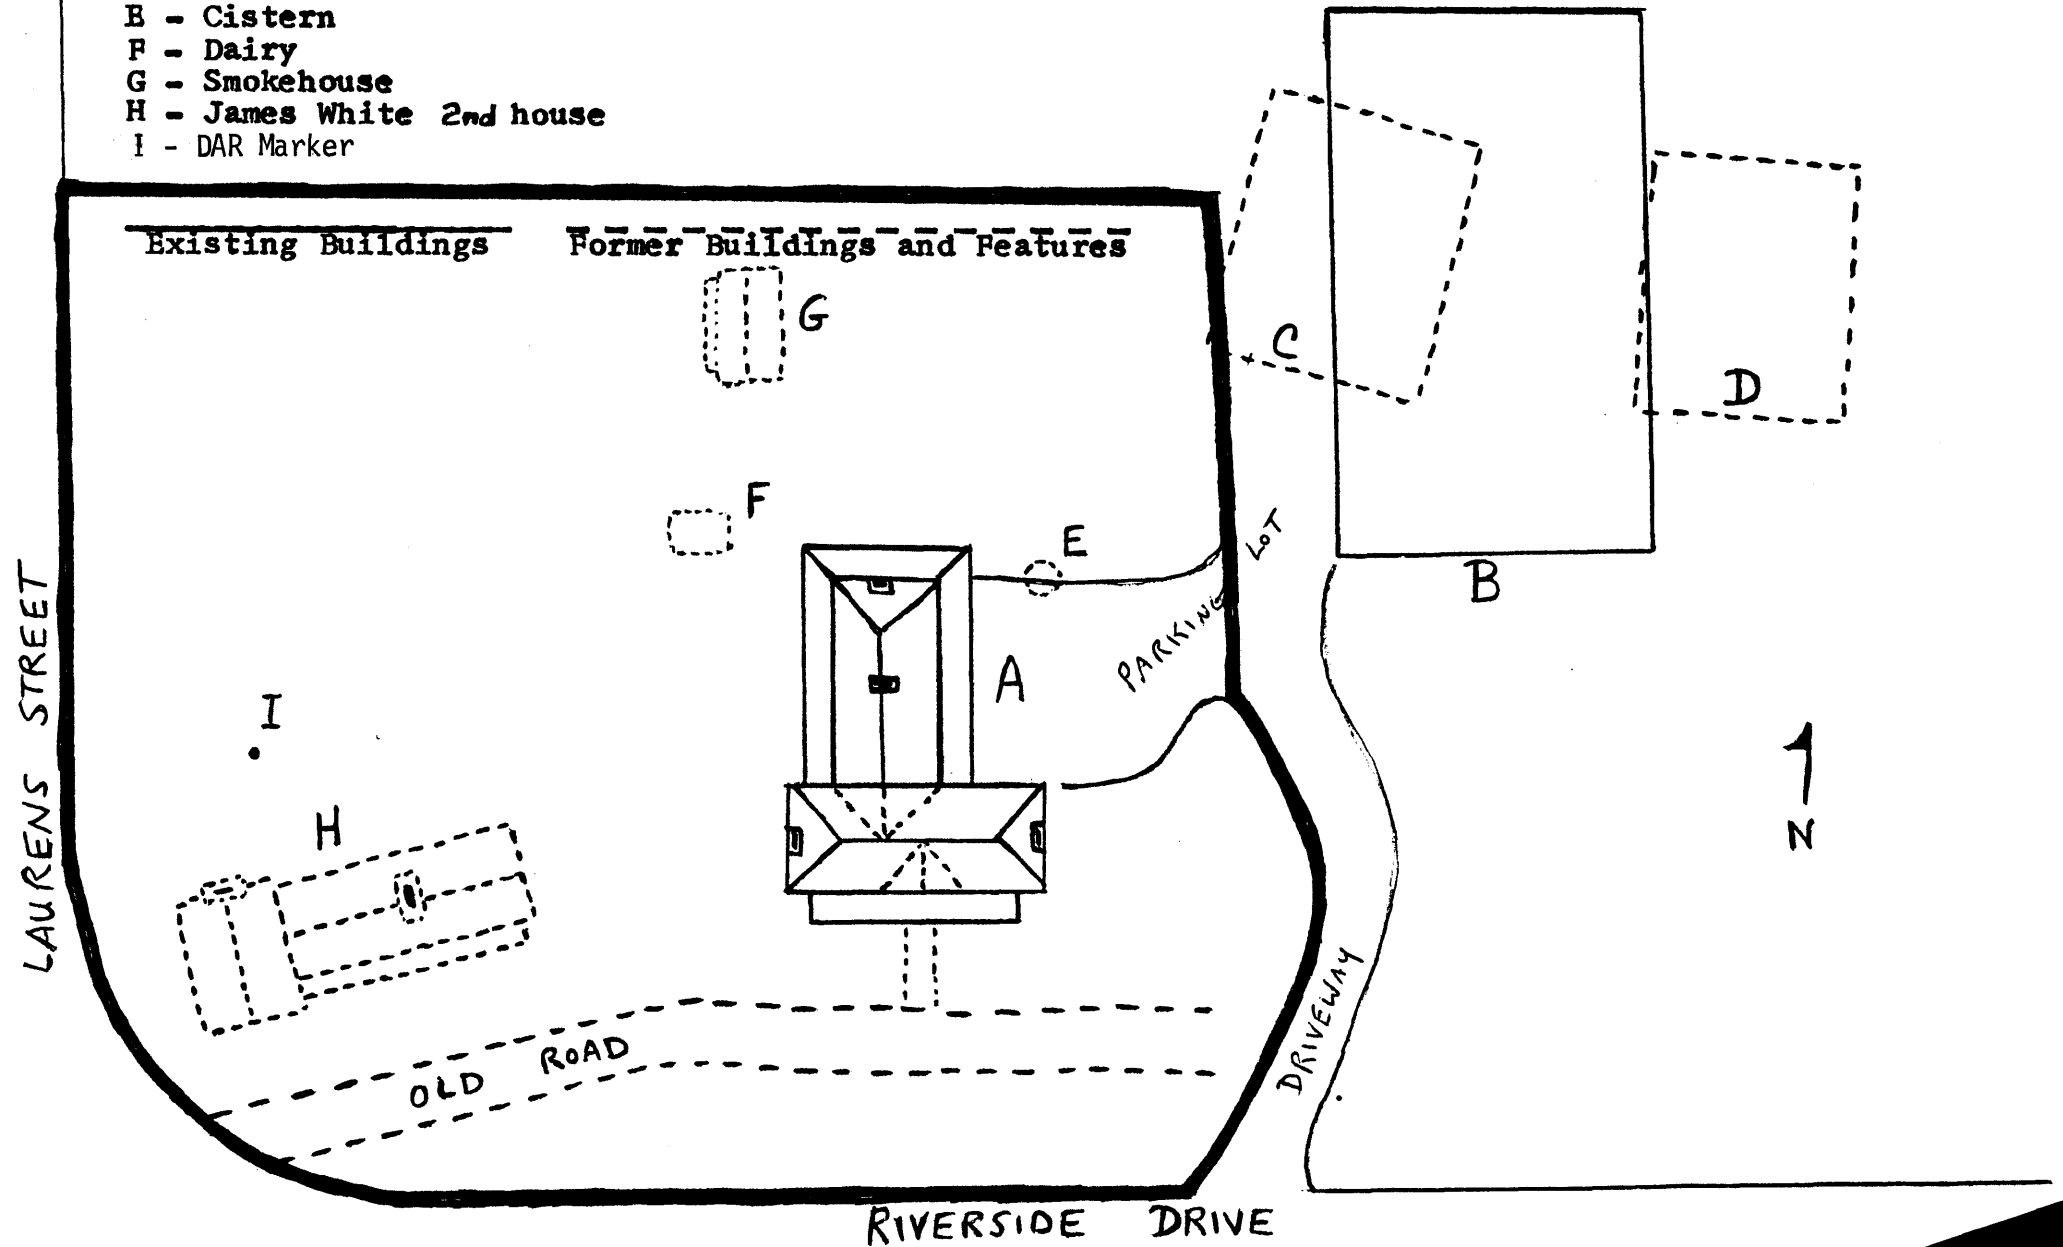 E - Cistern
F - Dairy
G - Smokehouse
H - James White 2nd house
I - DAR Marker
Existing Buildings
Former Buildings and Features
G
C
D
F
E
LOT
B
PARKING
A
I
LAURENS STREET
N
H
DRIVEWAY
OLD ROAD
RIVERSIDE DRIVE